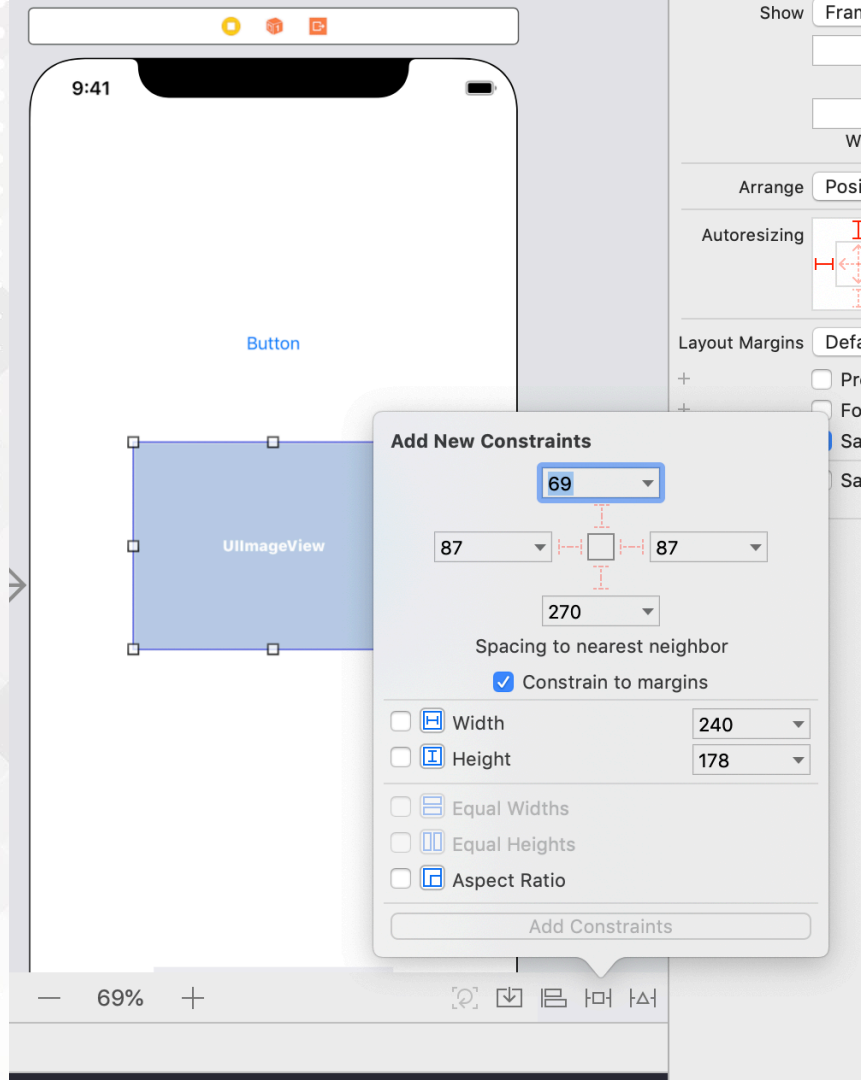 Show Fran
9:41
W
Arrange Posi
Autoresizing
Button
Layout Margins Defa
Pr
Fo
Add New Constraints
Sa
69
Sa
UIImageView
87 87
270
Spacing to nearest neighbor
Constrain to margins
Width 240
Height 178
Equal Widths
Equal Heights
Aspect Ratio
Add Constraints
69%